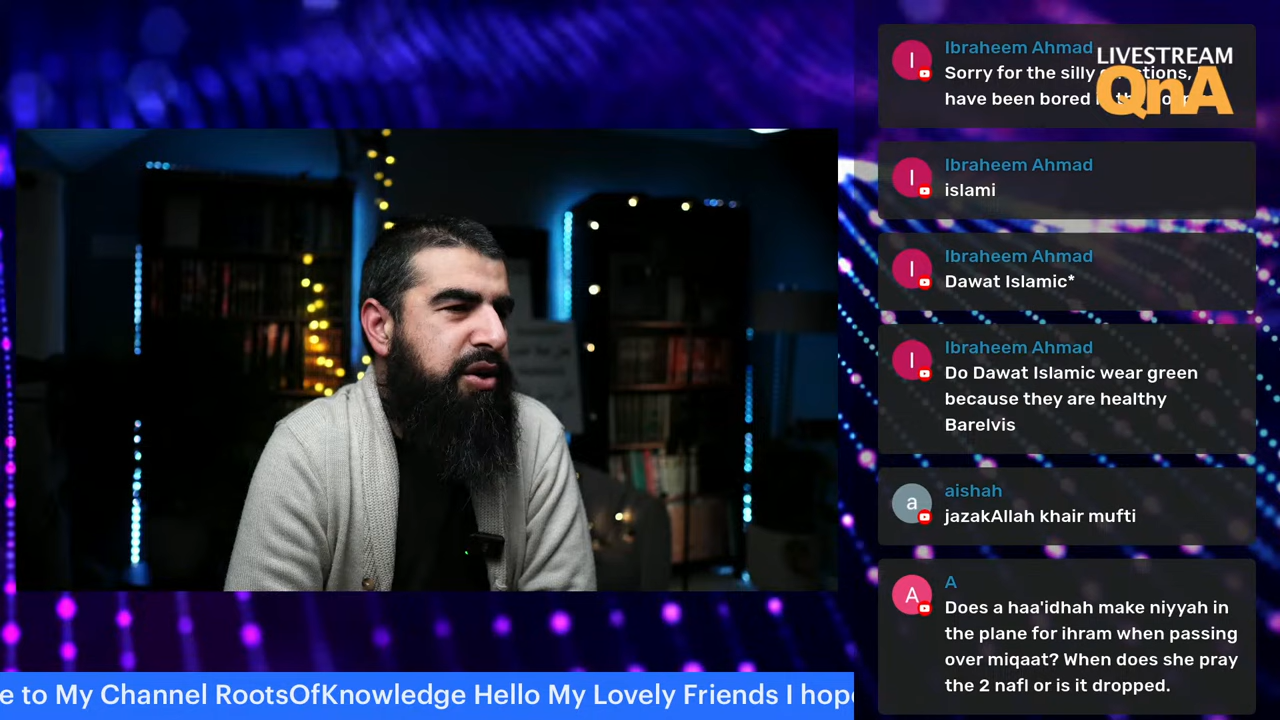 Ibraheem Ahmad
LIVESTREAM
QnA
Sorry for the silly
have been bored
Ibraheem Ahmad
islami
Ibraheem Ahmad
Dawat Islamic*
Ibraheem Ahmad
Do Dawat Islamic wear green
because they are healthy
Barelvis
a
aishah
jazakAllah khair mufti
A
A
Does a haa'idhah make niyyah in
the plane for ihram when passing
over miqaat? When does she pray
the 2 nafl or is it dropped.
e to My Channel RootsOfKnowledge Hello My Lovely Friends I hop